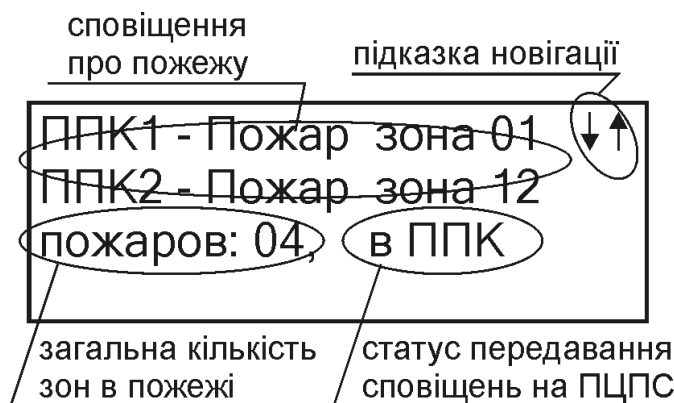 сповіщення
про пожежу
підказка новігації
ППК1 - Пожар зона 01
ППК2 - Пожар зона 12
пожаров: 04, в ППК
загальна кількість
зон в пожежі
статус передавання
сповіщень на ПЦПС